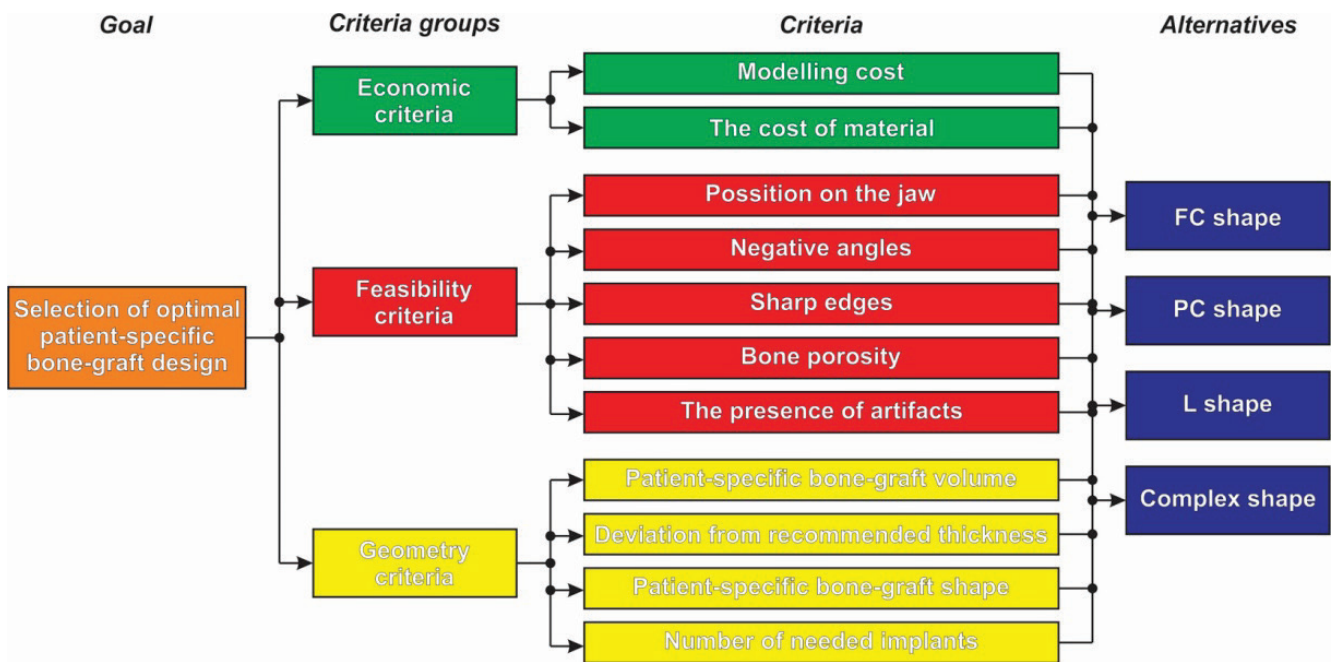 Goal
Criteria groups
Criteria
Alternatives
Selection of optimal
patient-specific
bone-graft design
Economic
criteria
Feasibility
criteria
Geometry
criteria
Modelling cost
The cost of material
Possition on the jaw
Negative angles
Sharp edges
Bone porosity
The presence of artifacts
Patient-specific bone-graft volume
Deviation from recommended thickness
Patient-specific bone-graft shape
Number of needed implants
FC shape
PC shape
L shape
Complex shape